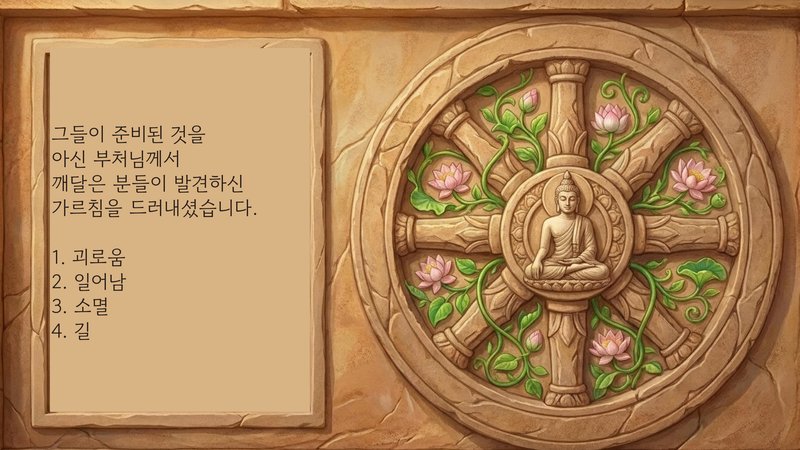 그들이 준비된 것을
아신 부처님께서
깨달은 분들이 발견하신
가르침을 드러내셨습니다.
1. 괴로움
2. 일어남
3. 소멸
4. 길